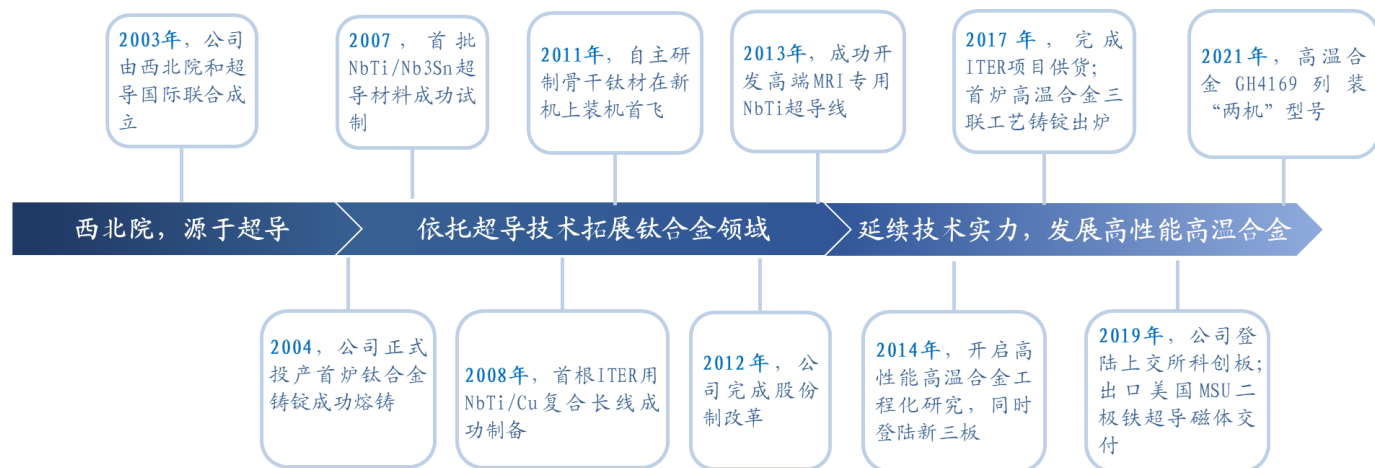 2003年，公司
由西北院和超
导国际联合成
立
2007，首批
NbTi/Nb3Sn超
导材料成功试
制
2011年，自主研
制骨干钛材在新
机上装机首飞
2013年，成功开
发高端MRI专用
NbTi超导线
2017年，完成
ITER项目供货；
首炉高温合金三
联工艺铸锭出炉
2021年，高温合
金GH4169列装
“两机”型号
西北院，源于超导
依托超导技术拓展钛合金领域
延续技术实力，发展高性能高温合金
2004，公司正式
投产首炉钛合金
铸锭成功熔铸
2008年，首根ITER用
NbTi/Cu复合长线成
功制备
2012年，公
司完成股份
制改革
2014年，开启高
性能高温合金工
程化研究，同时
登陆新三板
2019年，公司登
陆上交所科创板；
出口美国MSU二
极铁超导磁体交
付